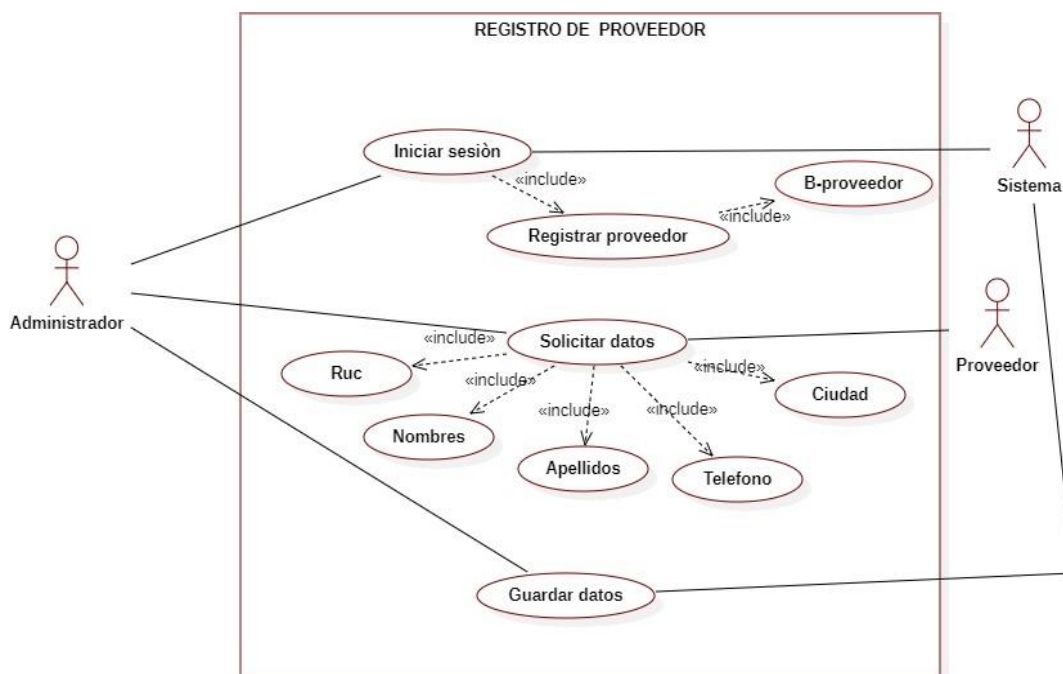 REGISTRO DE PROVEEDOR
Iniciar sesiòn
«include»
B-proveedor
Sistema
«include»
Registrar proveedor
Administrador
Solicitar datos
«include»
Proveedor
Ruc
«include»
«include»
Ciudad
«include»
«include»
Nombres
Apellidos
Telefono
Guardar datos